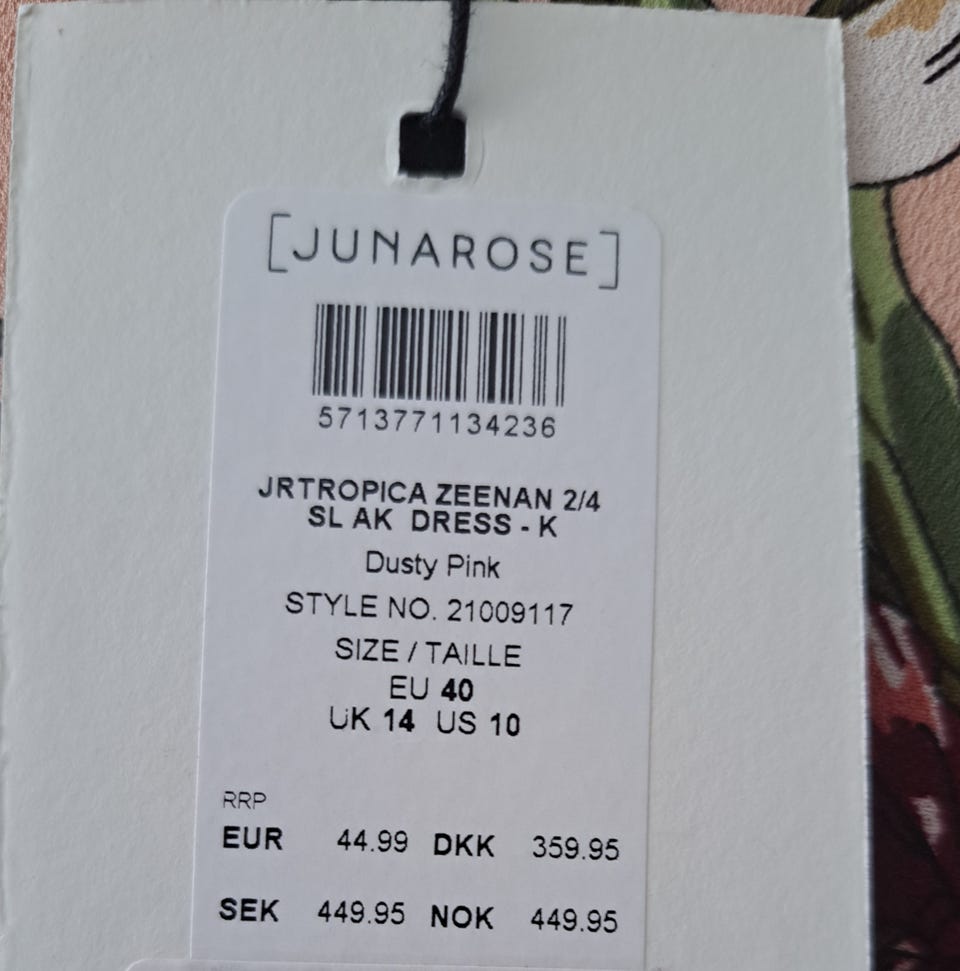 [JUNAROSE]
5713771134236
JRTROPICA ZEENAN 2/4
SL AK DRESS - K
Dusty Pink
STYLE NO. 21009117
SIZE / TAILLE
EU 40
UK 14 US 10
RRP
EUR 44.99 DKK 359.95
SEK 449.95 NOK 449.95